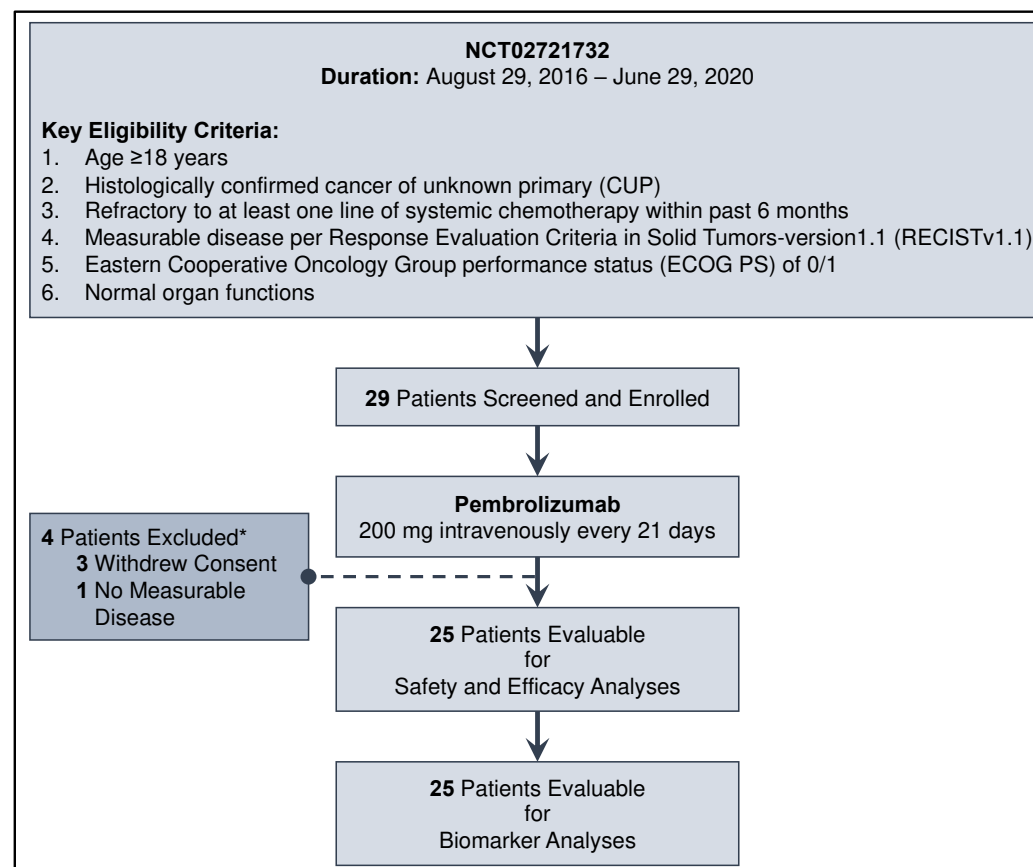 NCT02721732
Duration: August 29, 2016 – June 29, 2020
Key Eligibility Criteria:
1. Age ≥18 years
2. Histologically confirmed cancer of unknown primary (CUP)
3. Refractory to at least one line of systemic chemotherapy within past 6 months
4. Measurable disease per Response Evaluation Criteria in Solid Tumors-version1.1 (RECISTv1.1)
5. Eastern Cooperative Oncology Group performance status (ECOG PS) of 0/1
6. Normal organ functions
29 Patients Screened and Enrolled
Pembrolizumab
200 mg intravenously every 21 days
4 Patients Excluded*
3 Withdrew Consent
1 No Measurable
Disease
25 Patients Evaluable
for
Safety and Efficacy Analyses
25 Patients Evaluable
for
Biomarker Analyses